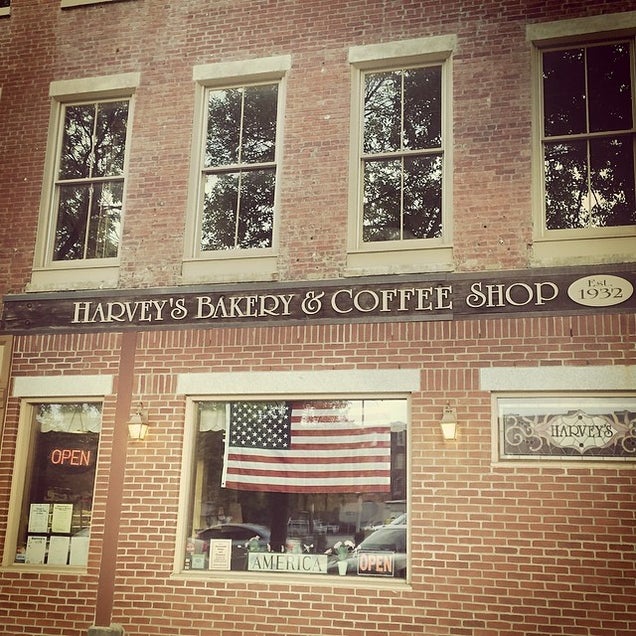 HARVEY'S BAKERY & COFFEE SHOP
EST.
1932
HARVEY'S
OPEN
AMERICA
OPEN